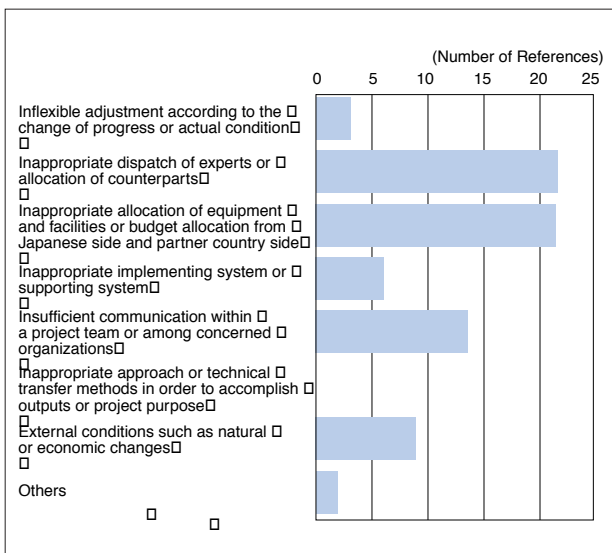 (Number of References)
0 5 10 15 20 25
Inflexible adjustment according to the
change of progress or actual condition
Inappropriate dispatch of experts or
allocation of counterparts
Inappropriate allocation of equipment
and facilities or budget allocation from
Japanese side and partner country side
Inappropriate implementing system or
supporting system
Insufficient communication within
a project team or among concerned
organizations
Inappropriate approach or technical
transfer methods in order to accomplish
outputs or project purpose
External conditions such as natural
or economic changes
Others